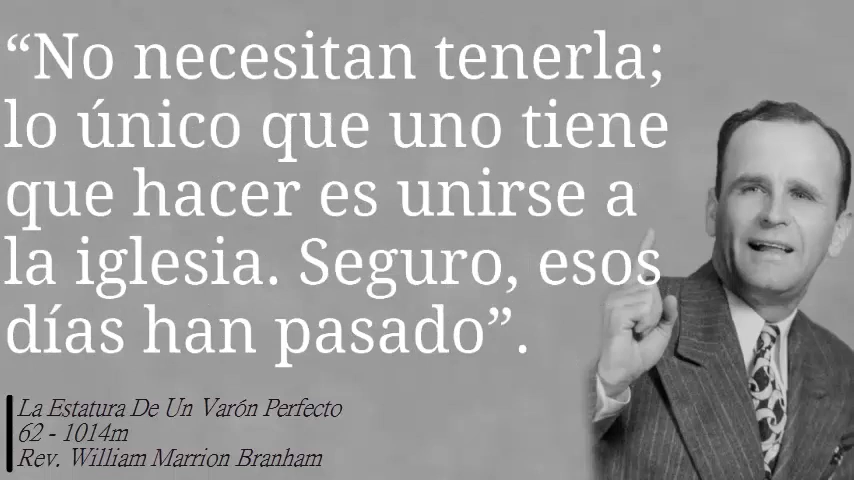 “No necesitan tenerla;
lo único que uno tiene
que hacer es unirse a
la iglesia. Seguro, esos
días han pasado”.
La Estatura De Un Varón Perfecto
62 - 1014m
Rev. William Marrion Branham